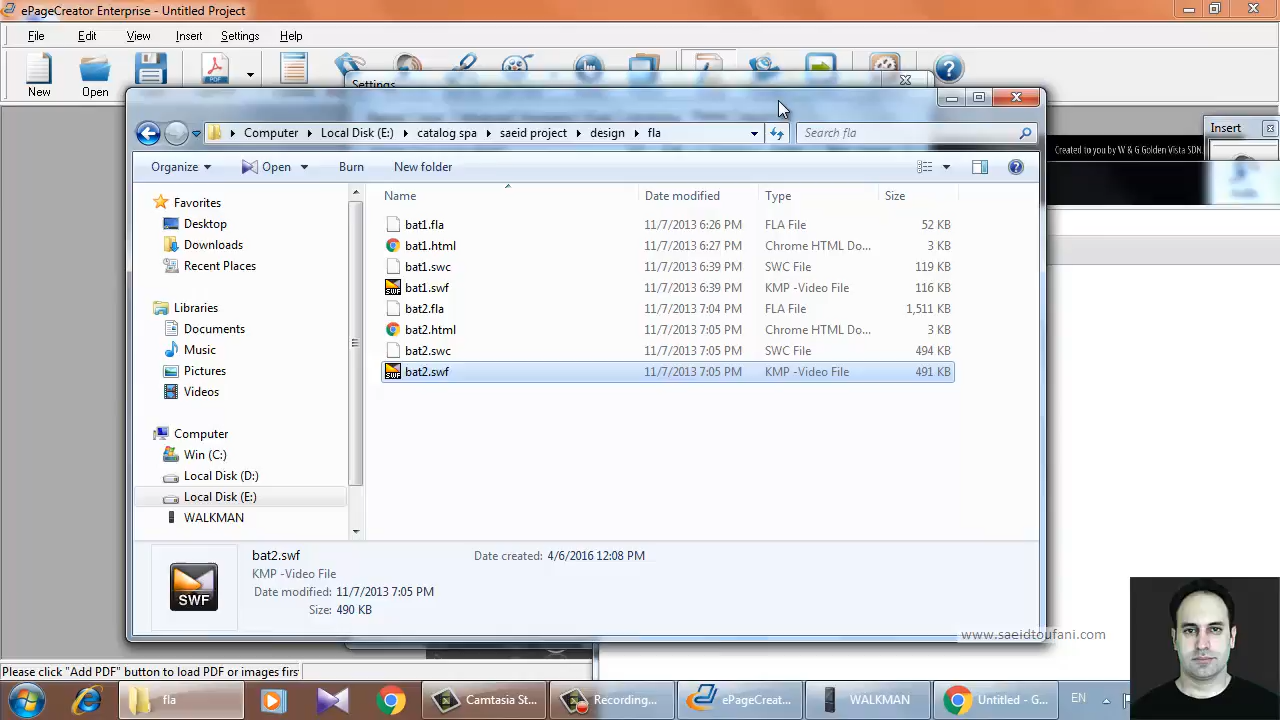 ePageCreator Enterprise - Untitled Project
File Edit View Insert Settings Help
New Open
Settings
Insert
Created to you by W & G Golden Vista SDN.
Computer Local Disk (E:) catalog spa saeid project design fla
Search fla
Organize Open Burn New folder
Name Date modified Type Size
Favorites
Desktop
Downloads
Recent Places
Libraries
Documents
Music
Pictures
Videos
Computer
Win (C:)
Local Disk (D:)
Local Disk (E:)
WALKMAN
bat1.fla 11/7/2013 6:26 PM FLA File 52 KB
bat1.html 11/7/2013 6:27 PM Chrome HTML Do... 3 KB
bat1.swc 11/7/2013 6:39 PM SWC File 119 KB
bat1.swf 11/7/2013 6:39 PM KMP -Video File 116 KB
bat2.fla 11/7/2013 7:04 PM FLA File 1,511 KB
bat2.html 11/7/2013 7:05 PM Chrome HTML Do... 3 KB
bat2.swc 11/7/2013 7:05 PM SWC File 494 KB
bat2.swf 11/7/2013 7:05 PM KMP -Video File 491 KB
SWF
bat2.swf Date created: 4/6/2016 12:08 PM
KMP -Video File
Date modified: 11/7/2013 7:05 PM
Size: 490 KB
www.saeidtoufani.com
Please click "Add PDF" button to load PDF or images firs
fla Camtasia St... Recording... ePageCreat... WALKMAN Untitled - G... EN